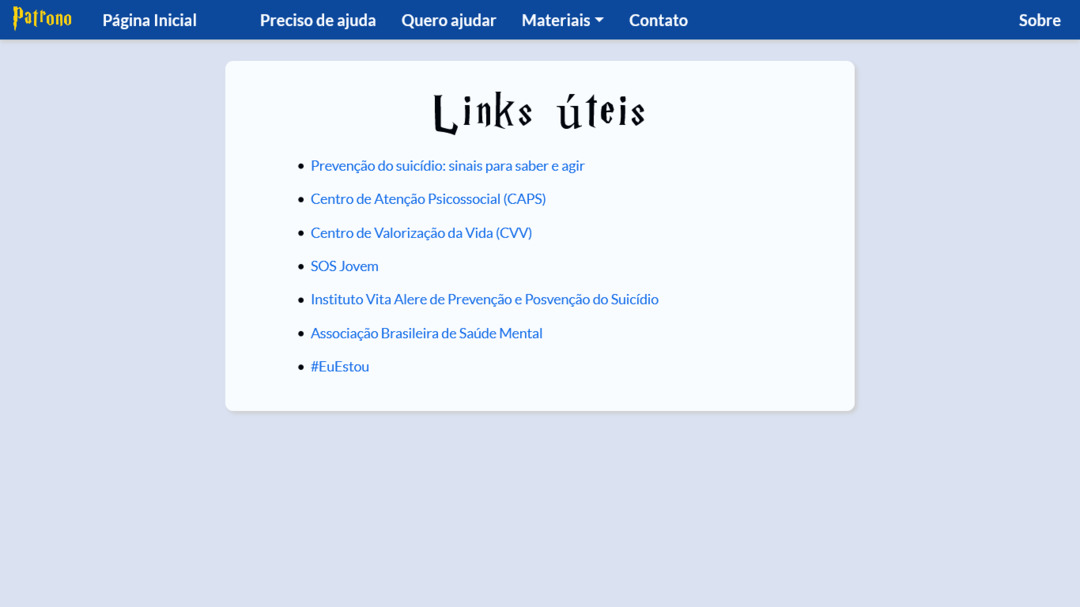 Patrono Página Inicial Preciso de ajuda Quero ajudar Materiais Contato Sobre
Links úteis
Prevenção do suicídio: sinais para saber e agir
Centro de Atenção Psicossocial (CAPS)
Centro de Valorização da Vida (CVV)
SOS Jovem
Instituto Vita Alere de Prevenção e Posvenção do Suicídio
Associação Brasileira de Saúde Mental
#EuEstou